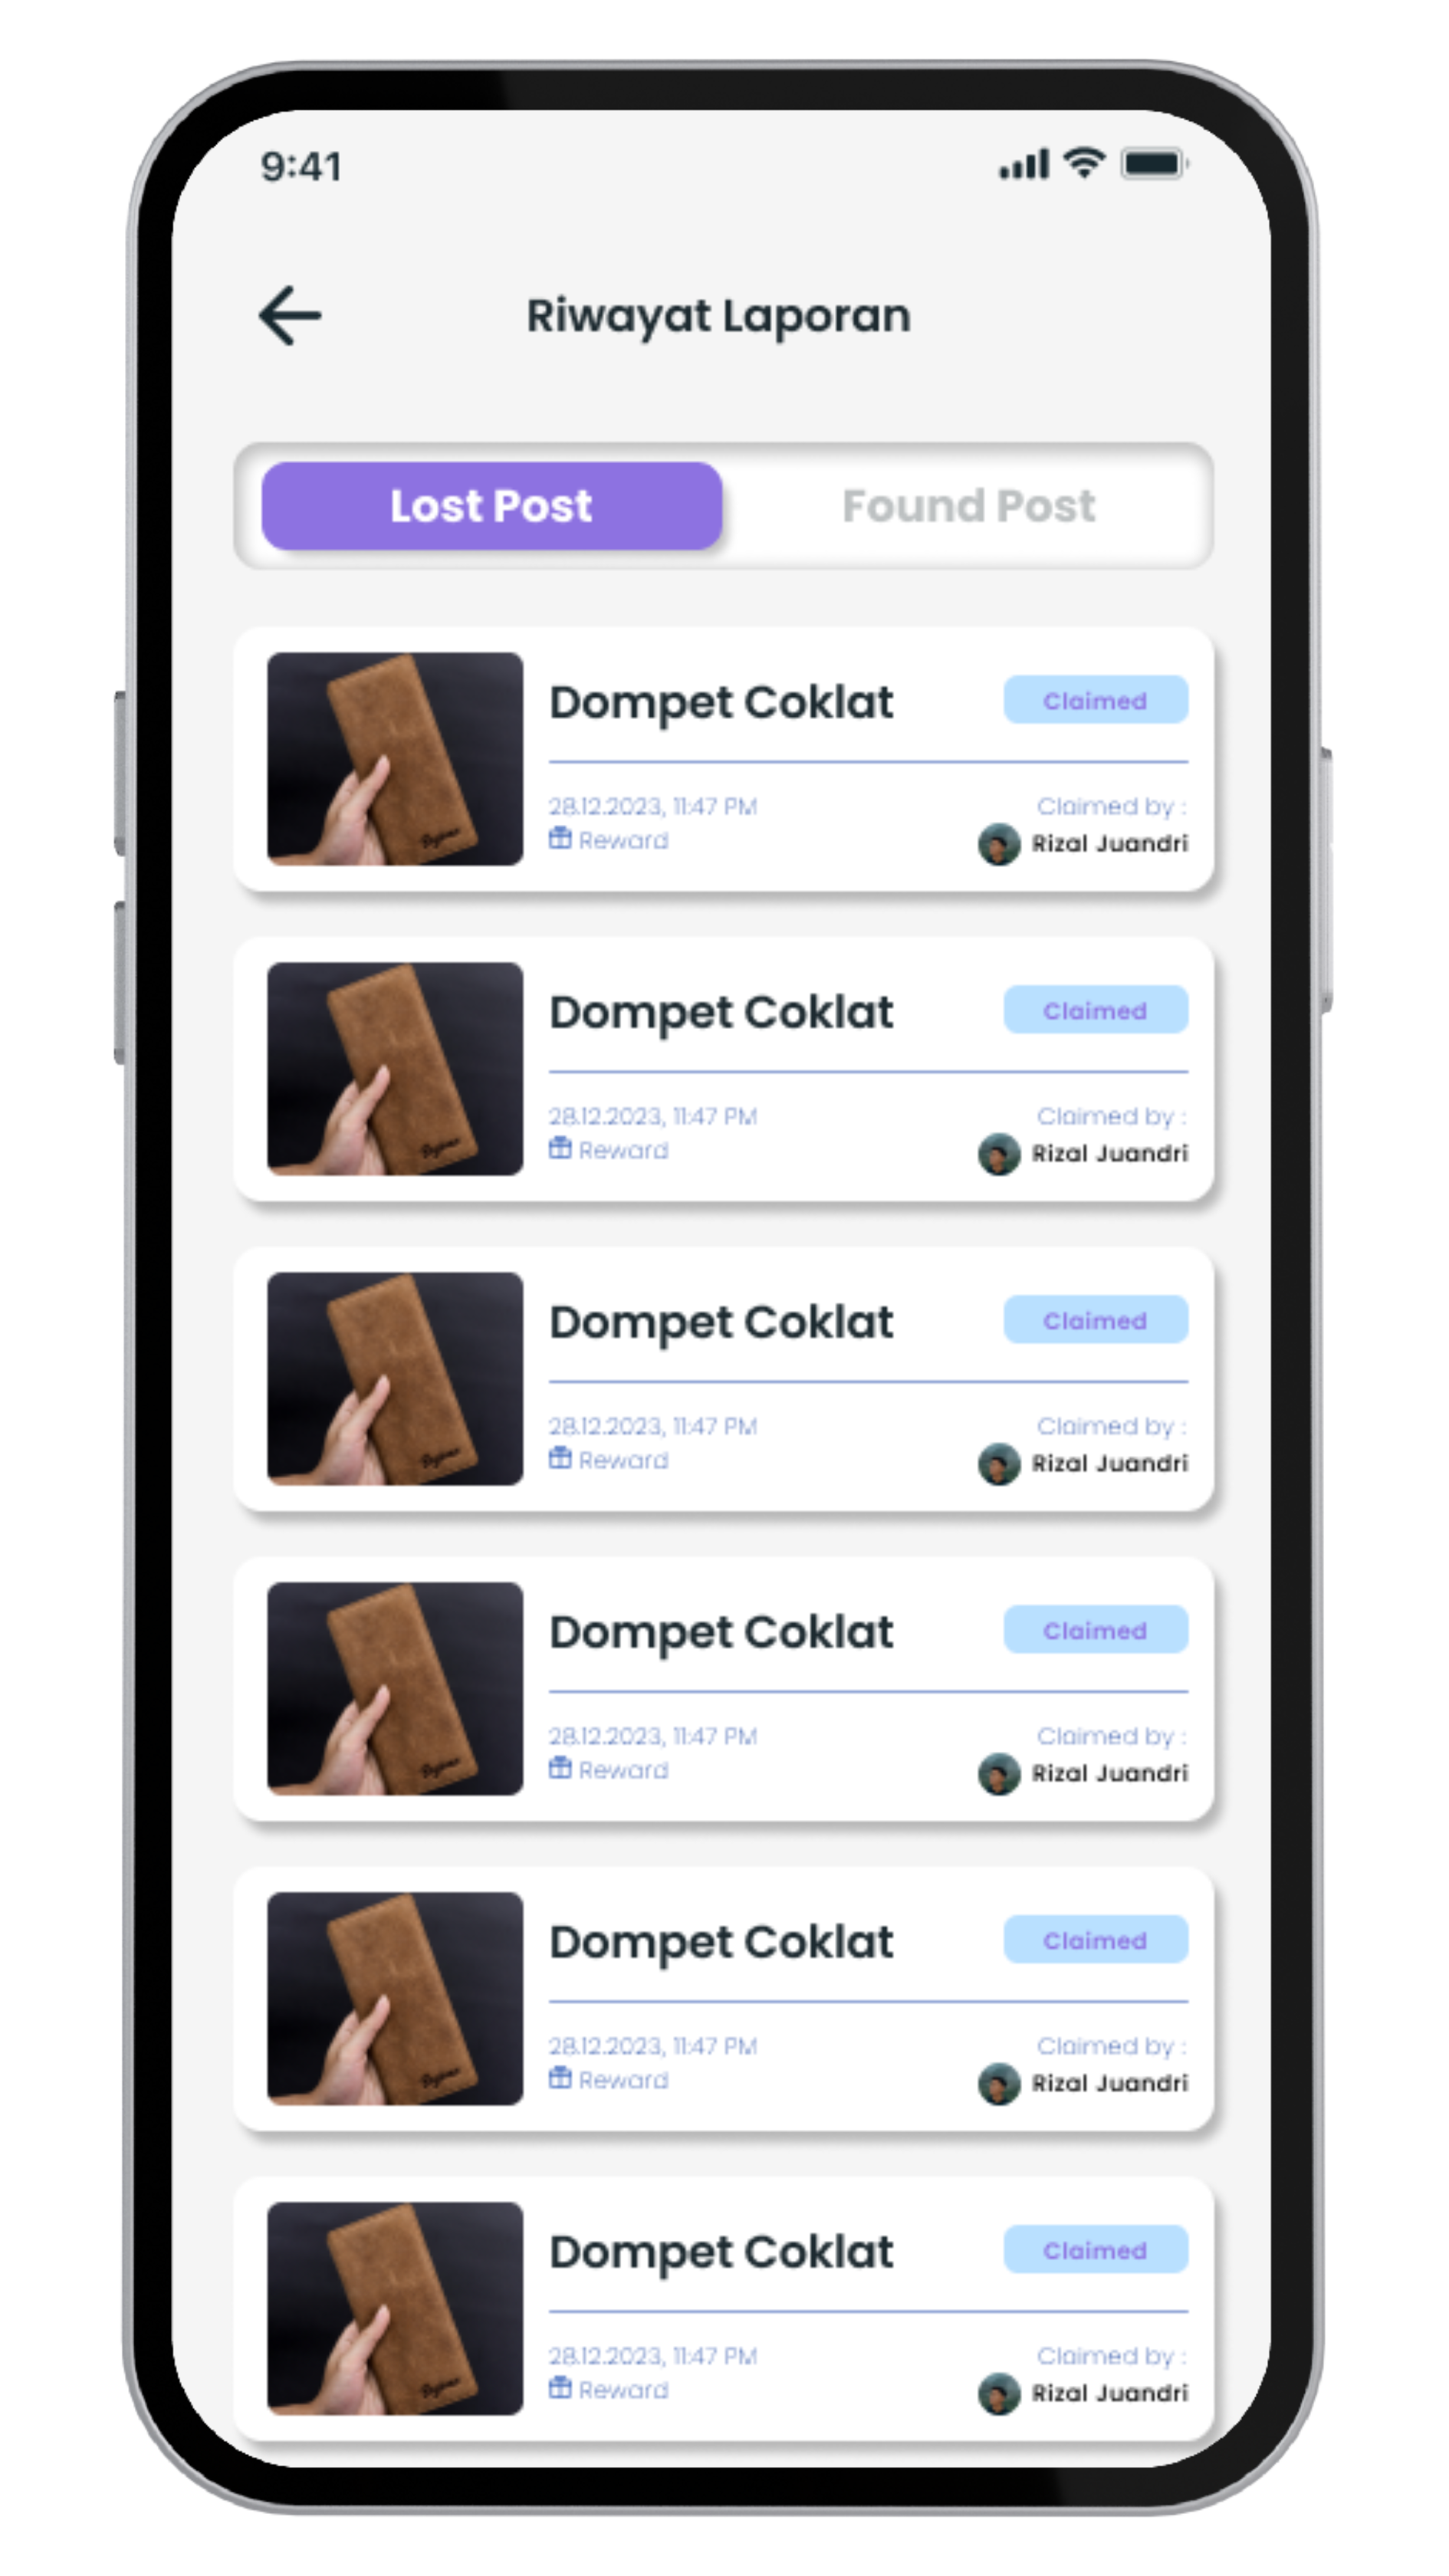 9:41
Riwayat Laporan
Lost Post Found Post
Dompet Coklat Claimed
28.12.2023, 11:47 PM Claimed by :
Reward Rizal Juandri
Dompet Coklat Claimed
28.12.2023, 11:47 PM Claimed by :
Reward Rizal Juandri
Dompet Coklat Claimed
28.12.2023, 11:47 PM Claimed by :
Reward Rizal Juandri
Dompet Coklat Claimed
28.12.2023, 11:47 PM Claimed by :
Reward Rizal Juandri
Dompet Coklat Claimed
28.12.2023, 11:47 PM Claimed by :
Reward Rizal Juandri
Dompet Coklat Claimed
28.12.2023, 11:47 PM Claimed by :
Reward Rizal Juandri